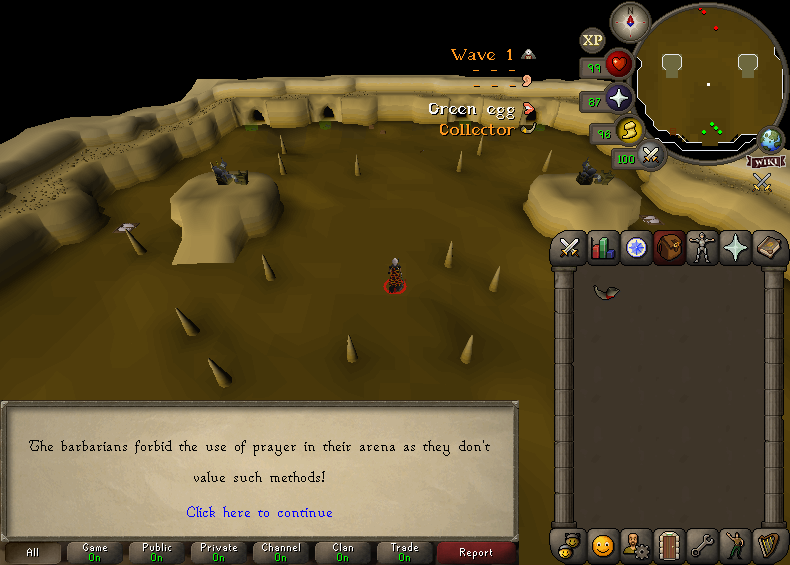 Wave 1
- - -
- - -
Green egg
Collector
N
XP
99
87
96
100
WIKI
The barbarians forbid the use of prayer in their arena as they don't
value such methods!
Click here to continue
All
Game
On
Public
On
Private
On
Channel
On
Clan
On
Trade
On
Report